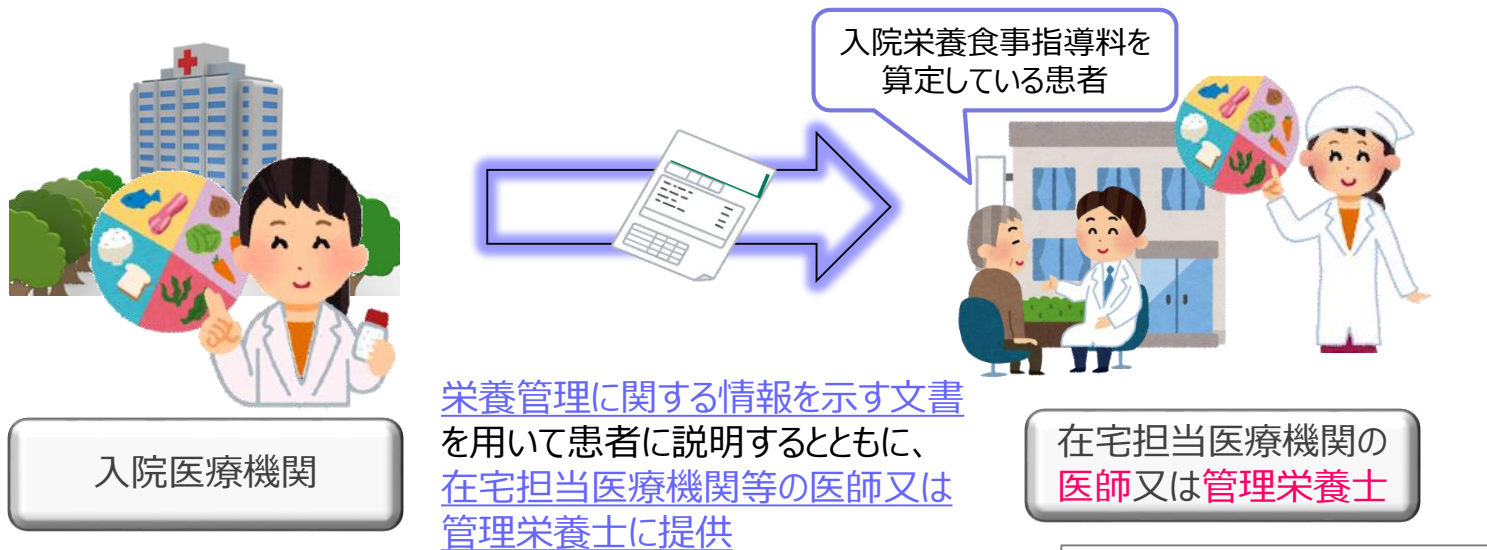 入院栄養食事指導料を
算定している患者
入院医療機関
栄養管理に関する情報を示す文書
を用いて患者に説明するとともに、
在宅担当医療機関等の医師又は
管理栄養士に提供
在宅担当医療機関の
医師又は管理栄養士